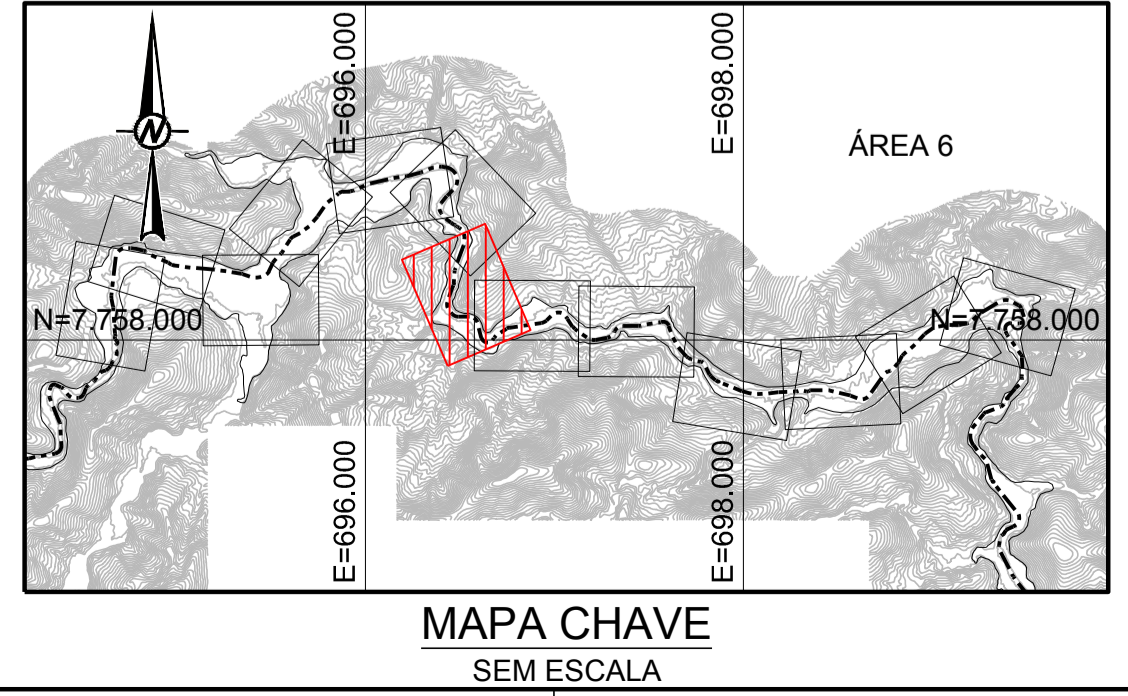 E=696.000
E=698.000
ÁREA 6
N
N=7.758.000
N=7.758.000
E=696.000
E=698.000
MAPA CHAVE
SEM ESCALA